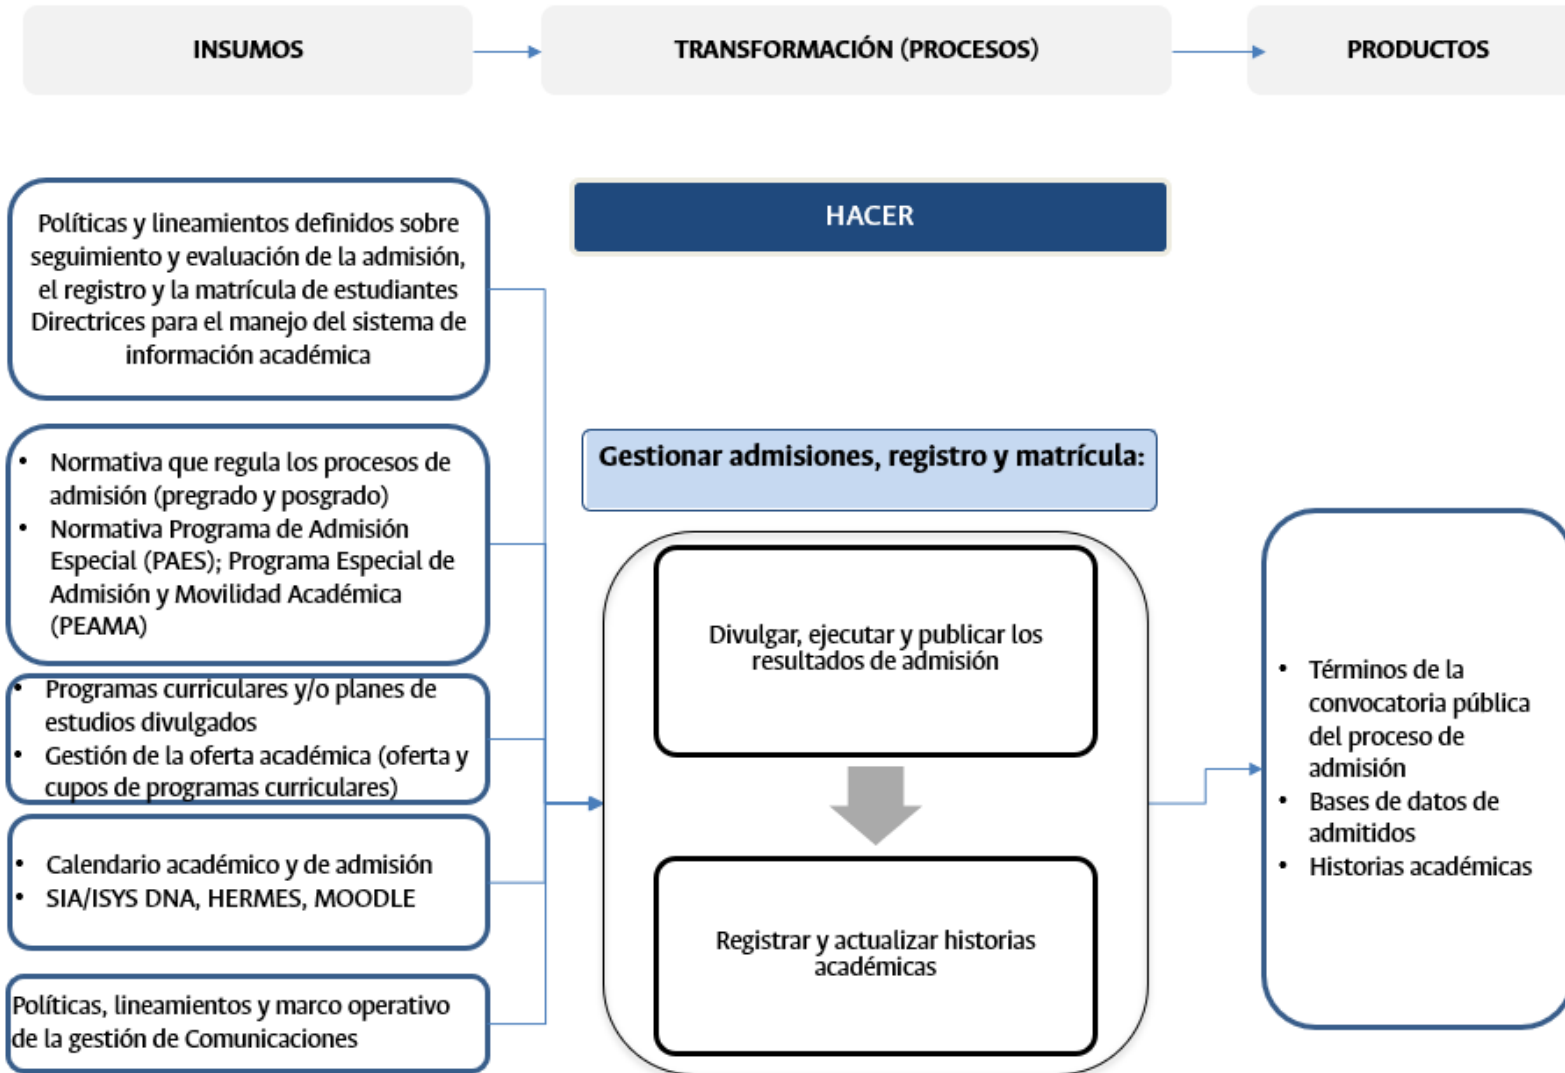 INSUMOS
TRANSFORMACIÓN (PROCESOS)
PRODUCTOS
HACER
Políticas y lineamientos definidos sobre
seguimiento y evaluación de la admisión,
el registro y la matrícula de estudiantes
Directrices para el manejo del sistema de
información académica
• Normativa que regula los procesos de
admisión (pregrado y posgrado)
• Normativa Programa de Admisión
Especial (PAES); Programa Especial de
Admisión y Movilidad Académica
(PEAMA)
• Programas curriculares y/o planes de
estudios divulgados
• Gestión de la oferta académica (oferta y
cupos de programas curriculares)
• Calendario académico y de admisión
• SIA/ISYS DNA, HERMES, MOODLE
Políticas, lineamientos y marco operativo
de la gestión de Comunicaciones
Gestionar admisiones, registro y matrícula:
Divulgar, ejecutar y publicar los
resultados de admisión
Registrar y actualizar historias
académicas
• Términos de la
convocatoria pública
del proceso de
admisión
• Bases de datos de
admitidos
• Historias académicas